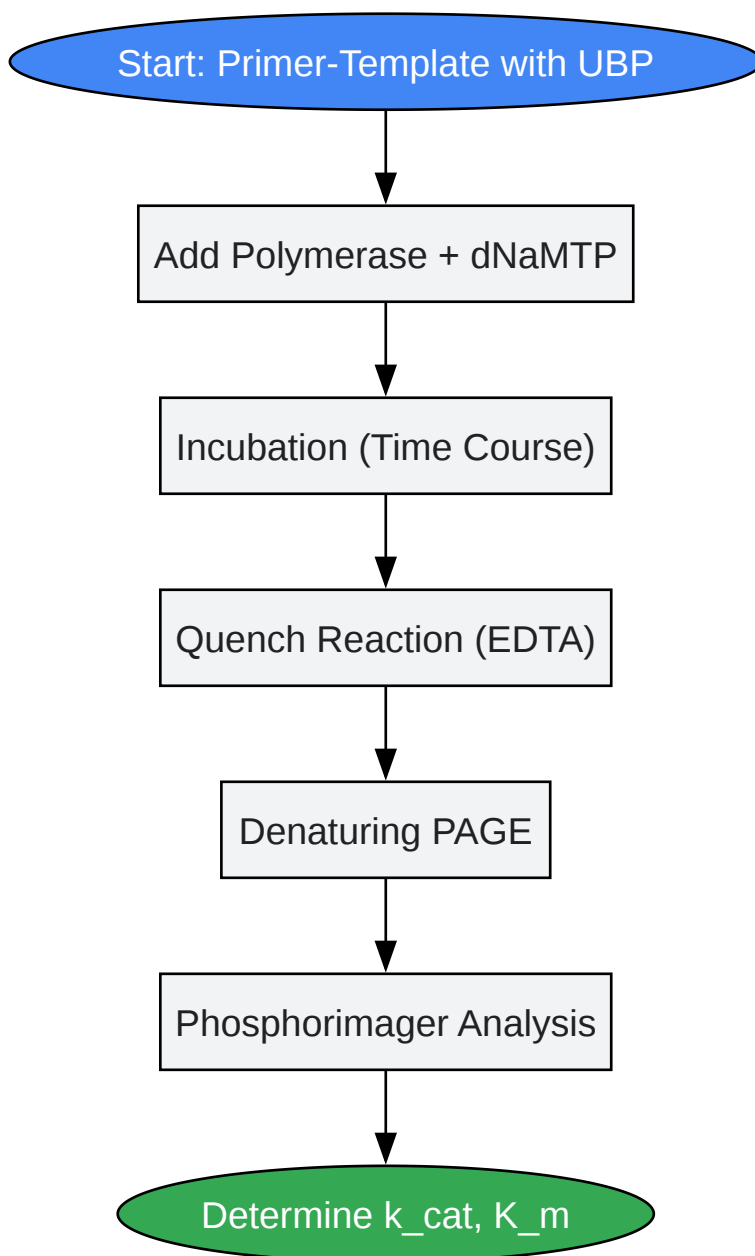 Start: Primer-Template with UBP
Add Polymerase + dNaMTP
Incubation (Time Course)
Quench Reaction (EDTA)
Denaturing PAGE
Phosphorimager Analysis
Determine k_cat, K_m